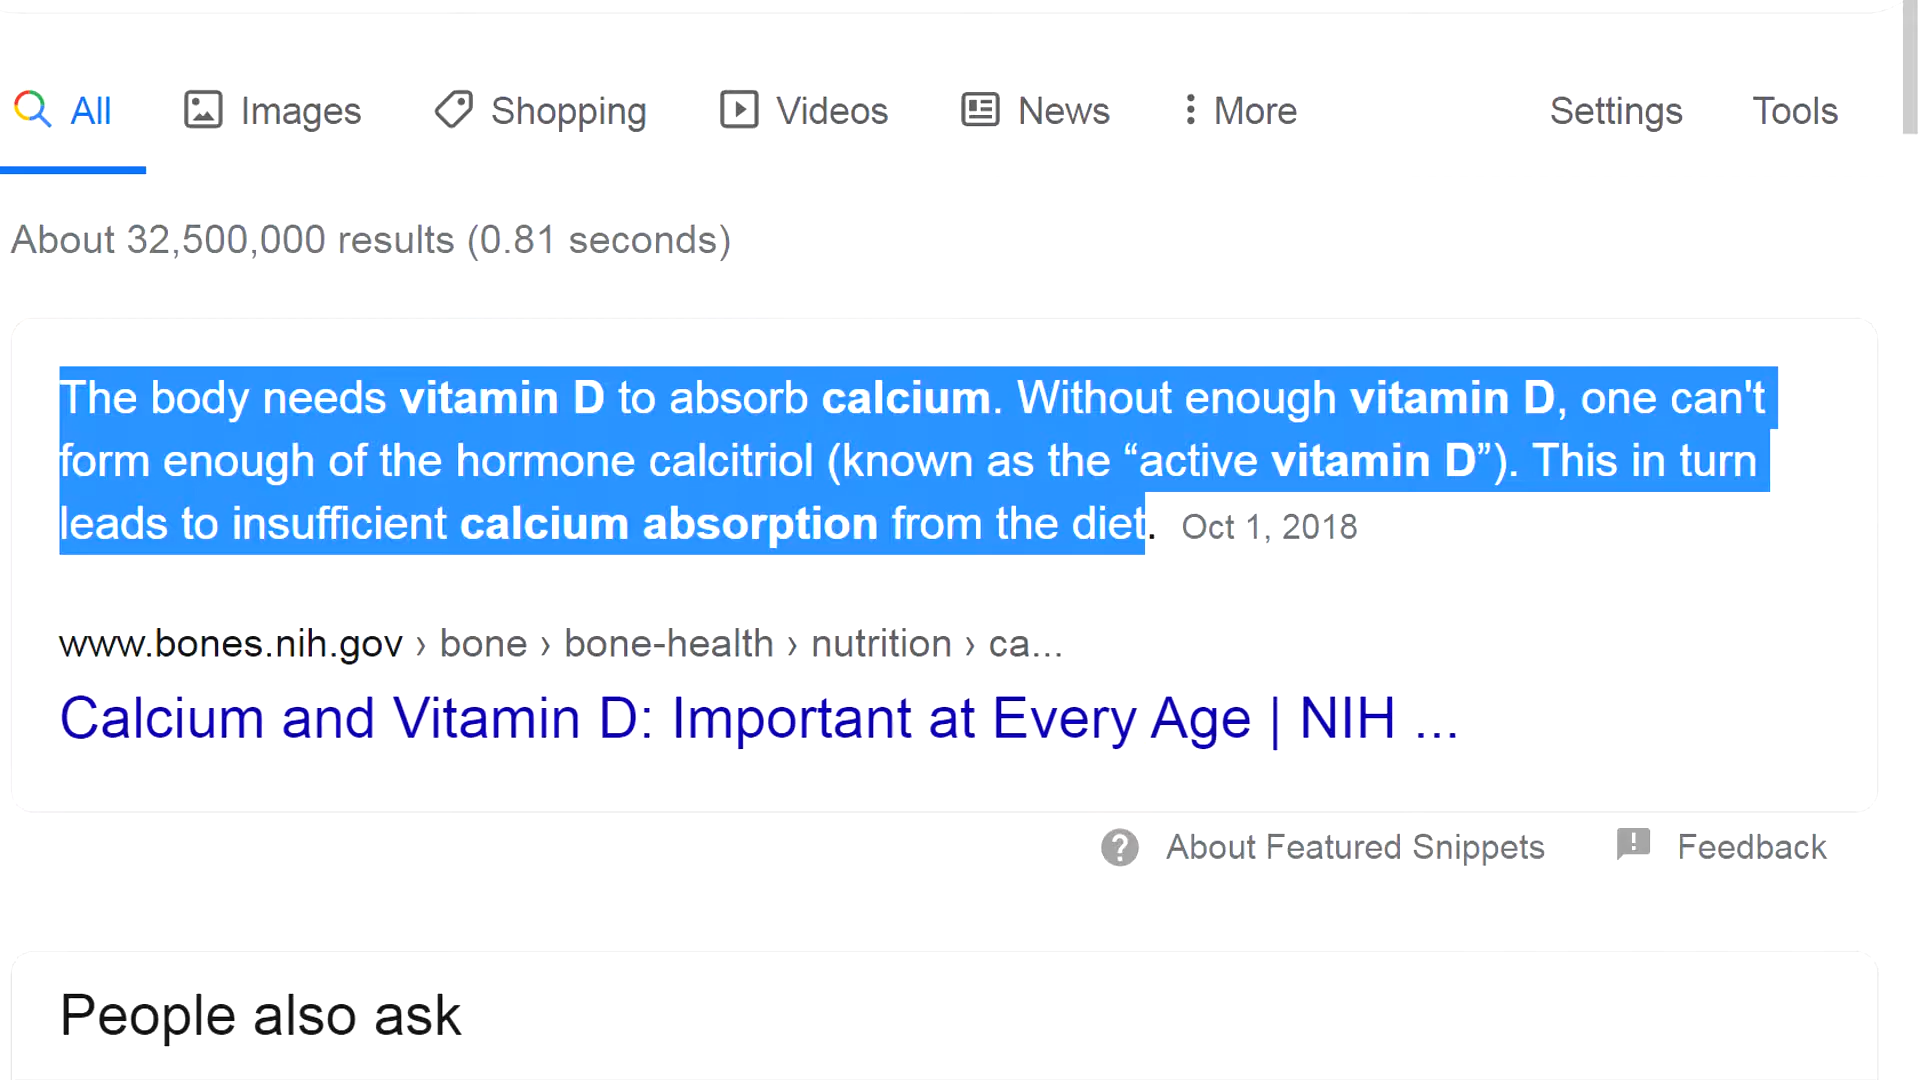 All Images Shopping Videos News More Settings Tools
About 32,500,000 results (0.81 seconds)
The body needs vitamin D to absorb calcium. Without enough vitamin D, one can't
form enough of the hormone calcitriol (known as the “active vitamin D”). This in turn
leads to insufficient calcium absorption from the diet. Oct 1, 2018
www.bones.nih.gov › bone › bone-health › nutrition › ca...
Calcium and Vitamin D: Important at Every Age | NIH ...
About Featured Snippets Feedback
People also ask